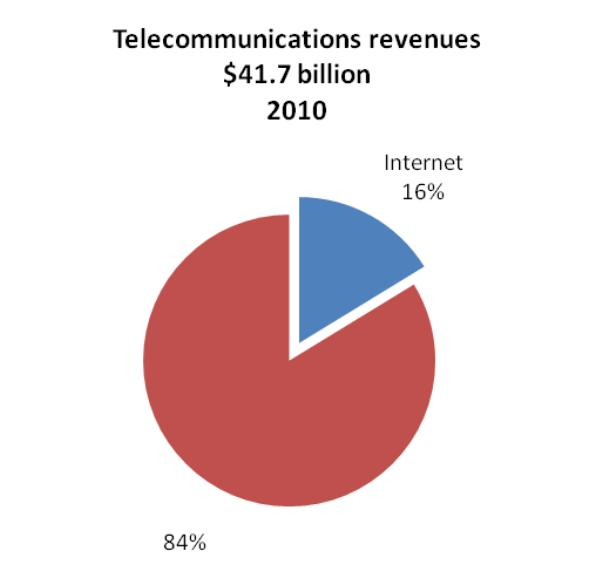 Telecommunications revenues
$41.7 billion
2010
Internet
16%
84%